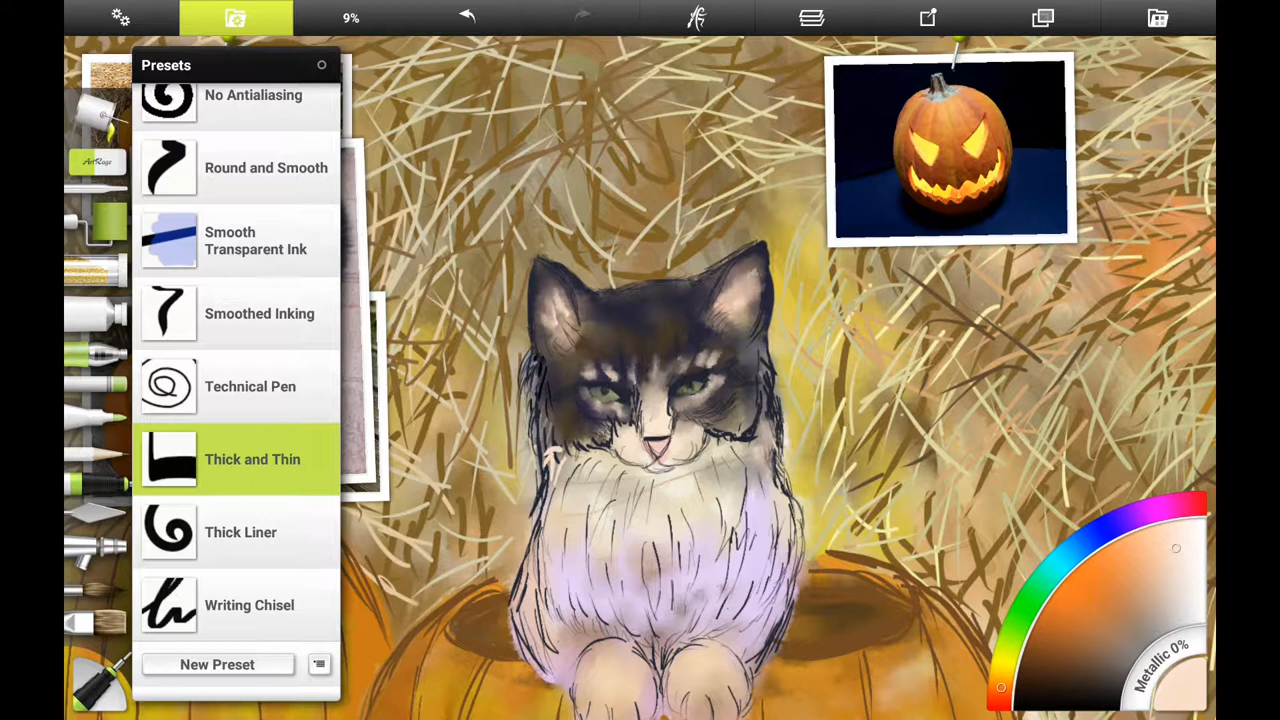 9%
Presets
No Antialiasing
Round and Smooth
Smooth
Transparent Ink
Smoothed Inking
Technical Pen
Thick and Thin
Thick Liner
Writing Chisel
New Preset
ArtRage
Metallic 0%